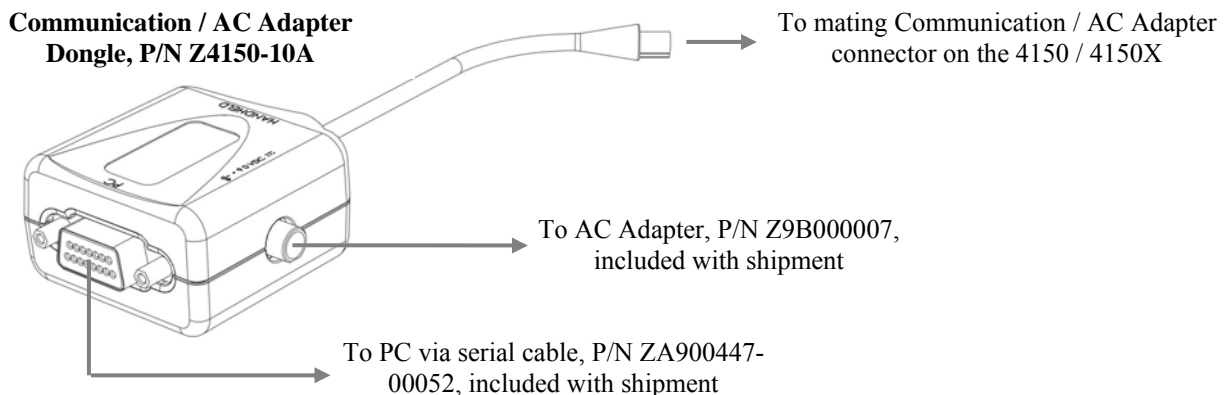 Communication / AC Adapter
Dongle, P/N Z4150-10A
To mating Communication / AC Adapter
connector on the 4150 / 4150X
HANDHELD
PC
To AC Adapter, P/N Z9B000007,
included with shipment
To PC via serial cable, P/N ZA900447-
00052, included with shipment